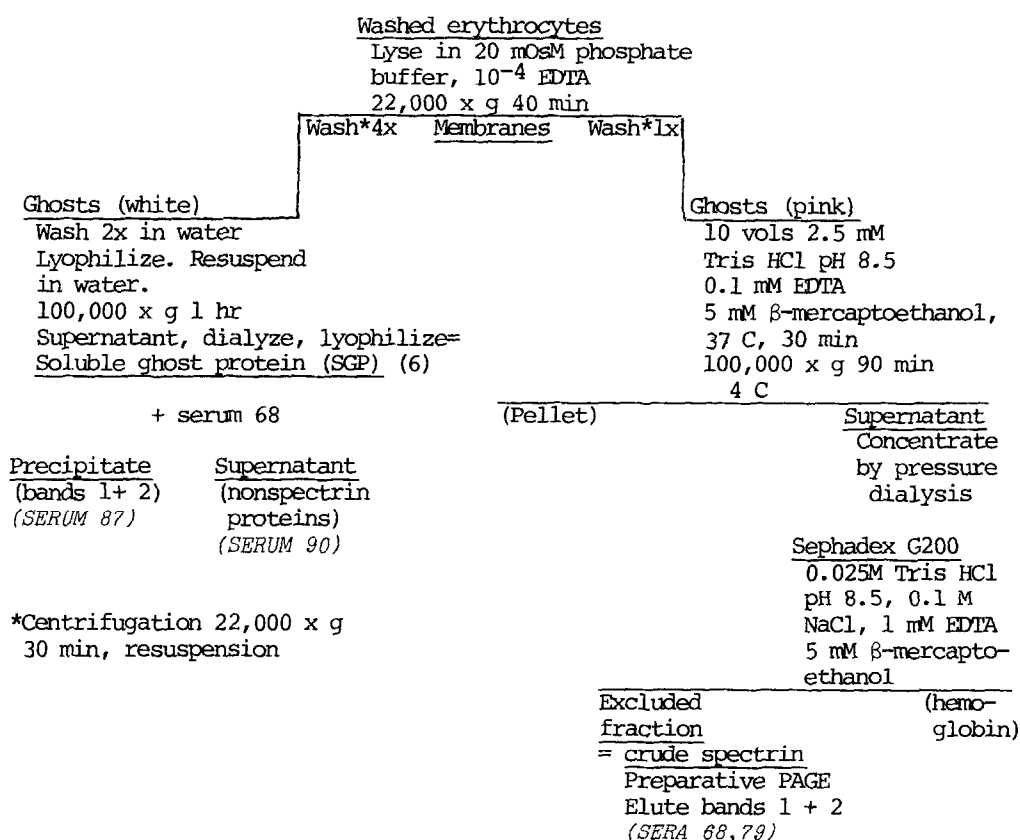 Washed erythrocytes
Lyse in 20 mOsM phosphate
buffer, 10⁻⁴ EDTA
22,000 x g 40 min
Wash*4x Membranes Wash*1x
Ghosts (white)
Wash 2x in water
Lyophilize. Resuspend
in water.
100,000 x g 1 hr
Supernatant, dialyze, lyophilize=
Soluble ghost protein (SGP) (6)
+ serum 68
Precipitate
(bands 1+ 2)
(SERUM 87)
Supernatant
(nonspectrin
proteins)
(SERUM 90)
*Centrifugation 22,000 x g
30 min, resuspension
Ghosts (pink)
10 vols 2.5 mM
Tris HCl pH 8.5
0.1 mM EDTA
5 mM β-mercaptoethanol,
37 C, 30 min
100,000 x g 90 min
4 C
(Pellet)
Supernatant
Concentrate
by pressure
dialysis
Sephadex G200
0.025M Tris HCl
pH 8.5, 0.1 M
NaCl, 1 mM EDTA
5 mM β-mercapto-
ethanol
Excluded
fraction
= crude spectrin
Preparative PAGE
Elute bands 1 + 2
(SERA 68,79)
(hemo-
globin)